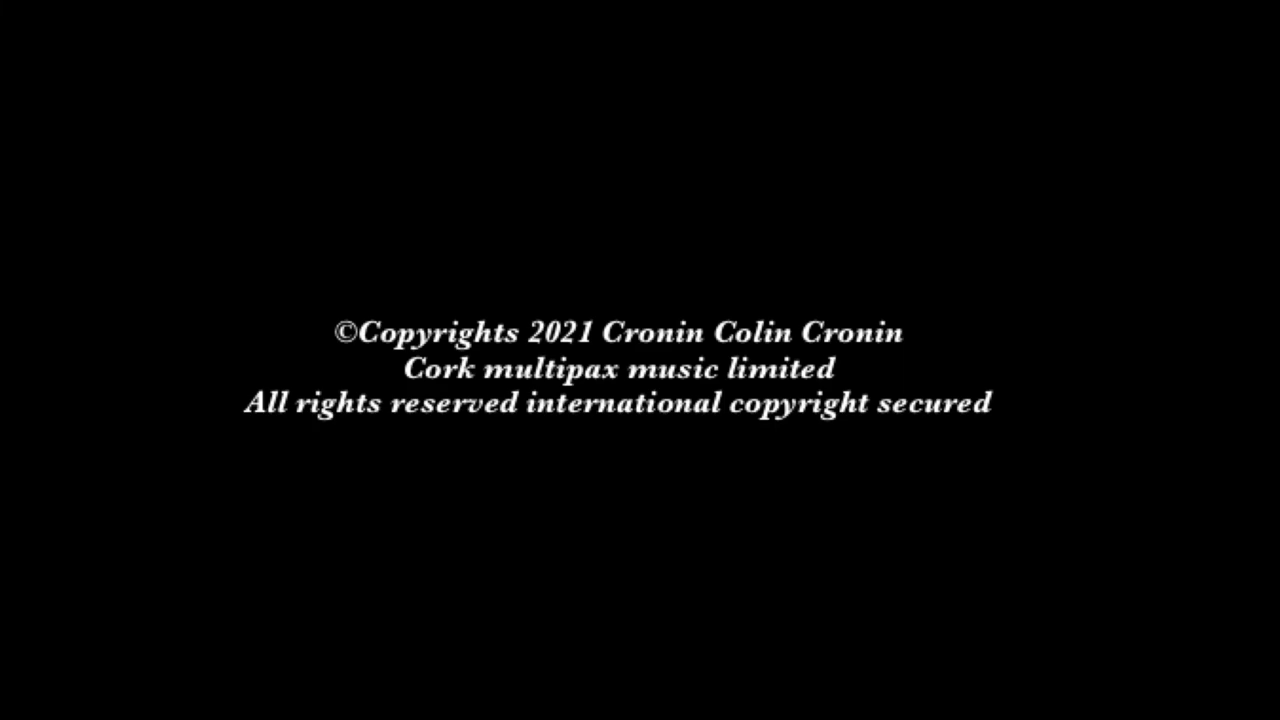 ©Copyrights 2021 Cronin Colin Cronin
Cork multipax music limited
All rights reserved international copyright secured